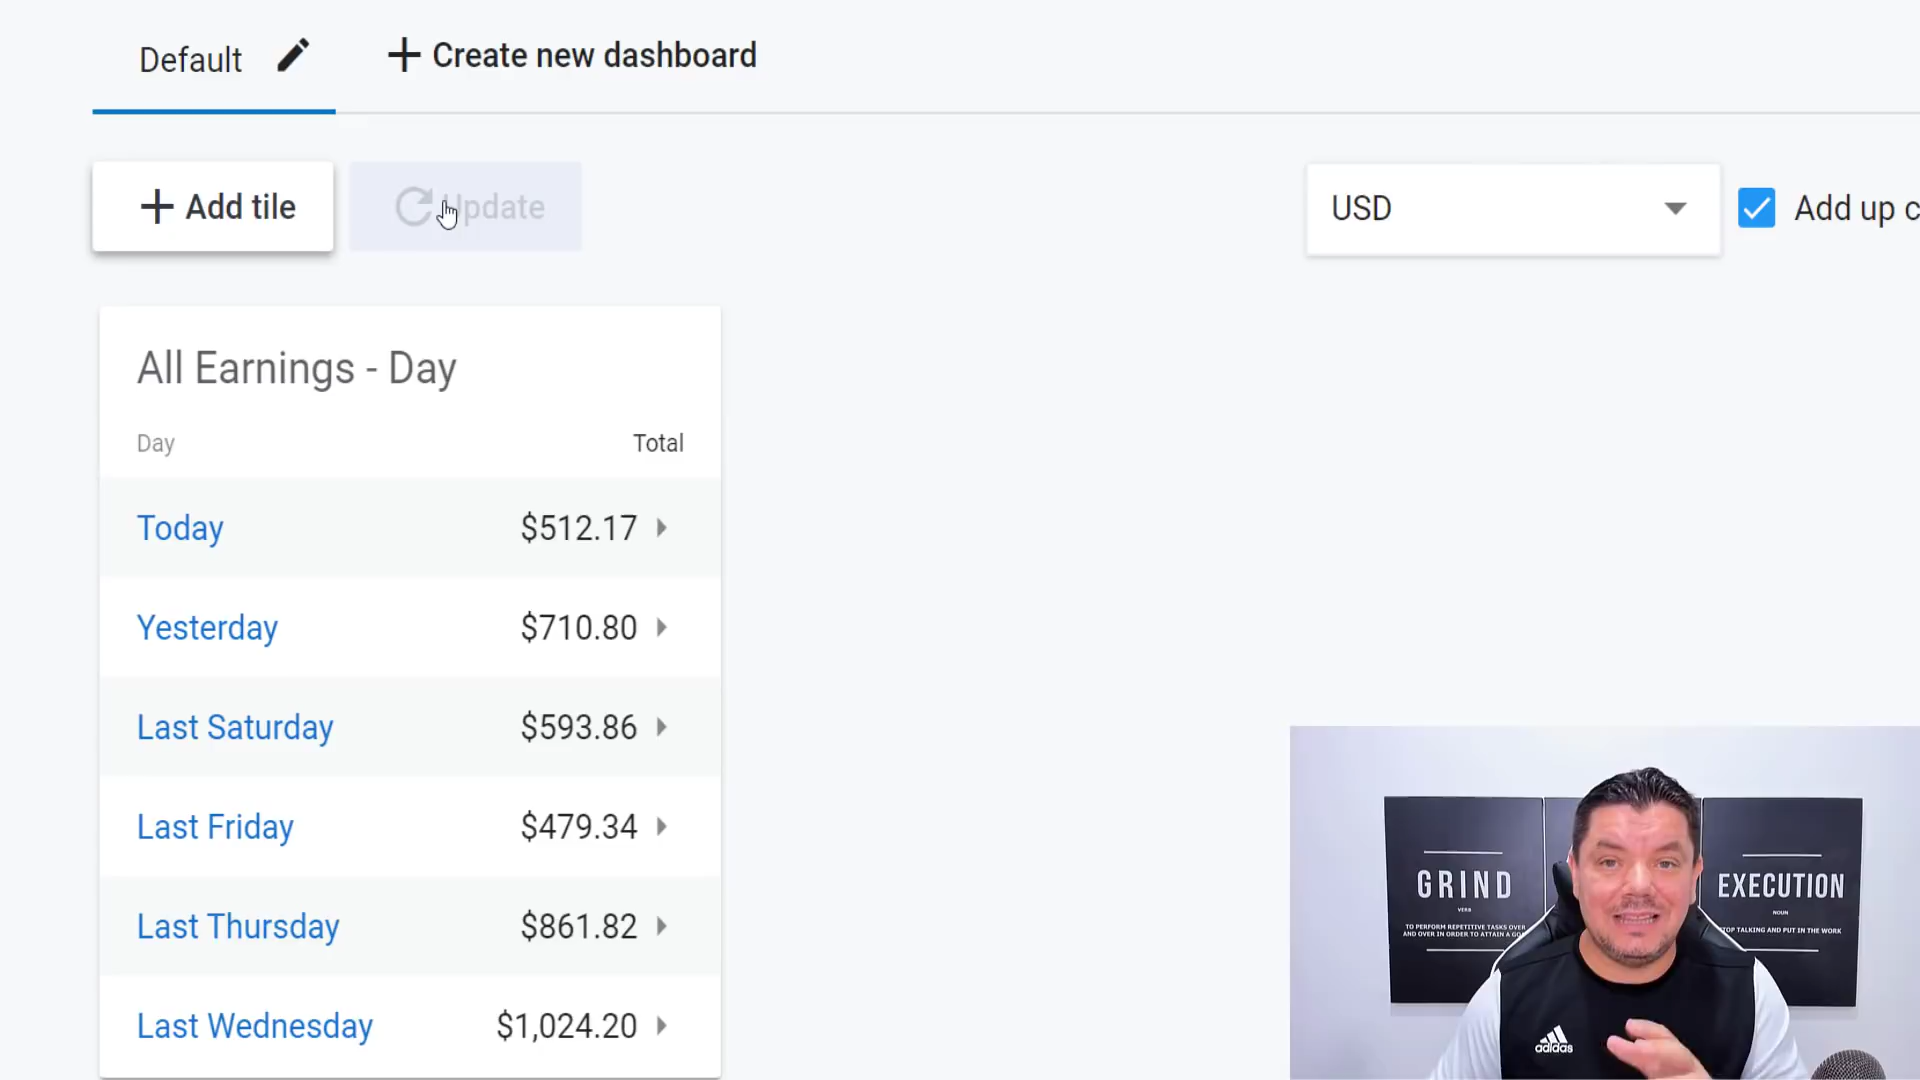 Default
Create new dashboard
Add tile
Update
USD
Add up c
All Earnings - Day
Day Total
Today $512.17
Yesterday $710.80
Last Saturday $593.86
Last Friday $479.34
Last Thursday $861.82
Last Wednesday $1,024.20
GRIND
VERB
TO PERFORM REPETITIVE TASKS OVER
AND OVER IN ORDER TO ATTAIN A GO
EXECUTION
NOUN
TOP TALKING AND PUT IN THE WORK
adidas